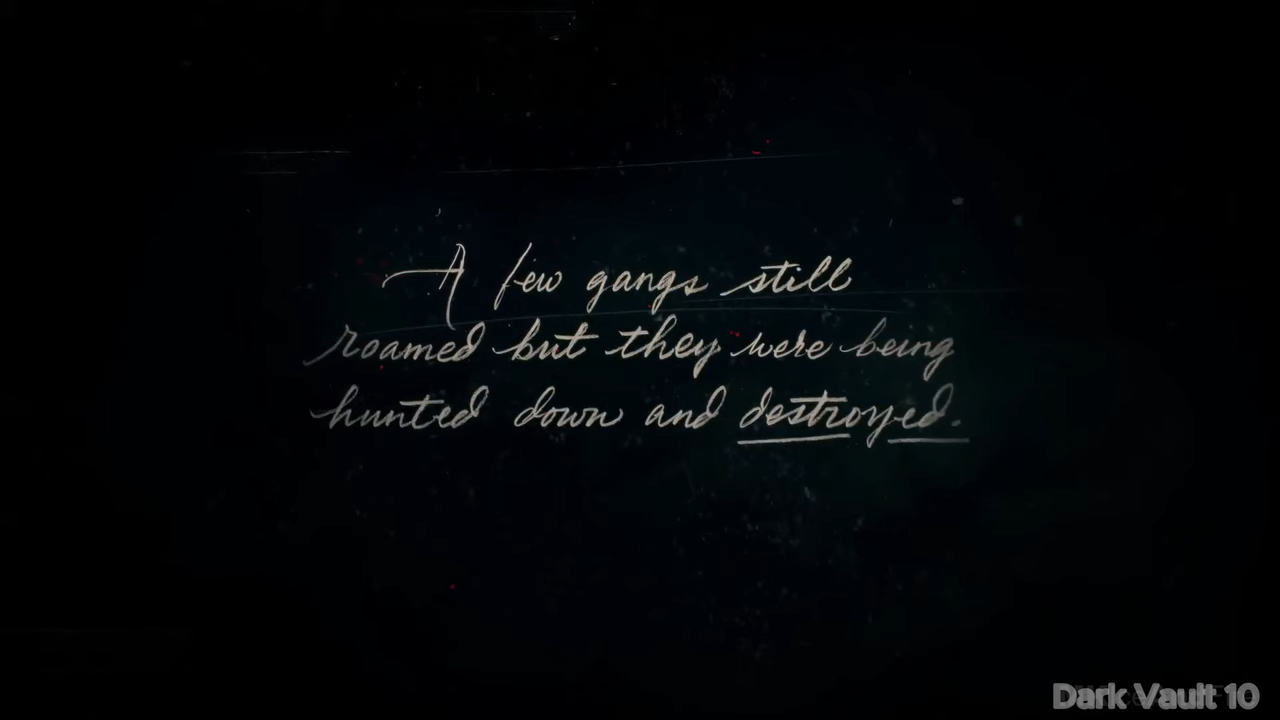 A few gangs still
roamed but they were being
hunted down and destroyed.
Dark Vault 10